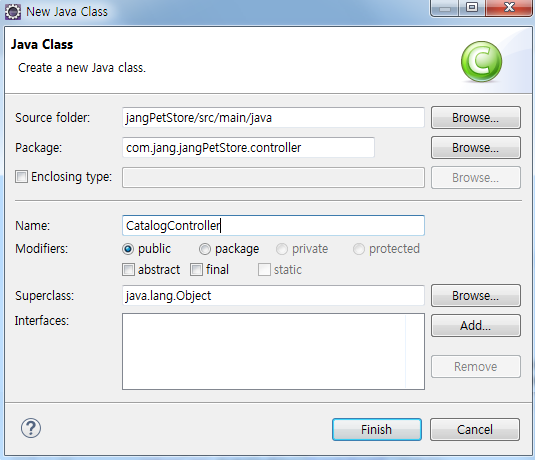 New Java Class
Java Class
Create a new Java class.
C
Source folder: jangPetStore/src/main/java Browse...
Package: com.jang.jangPetStore.controller Browse...
Enclosing type: Browse...
Name: CatalogController
Modifiers: public package private protected
abstract final static
Superclass: java.lang.Object Browse...
Interfaces: Add...
Remove
? Finish Cancel